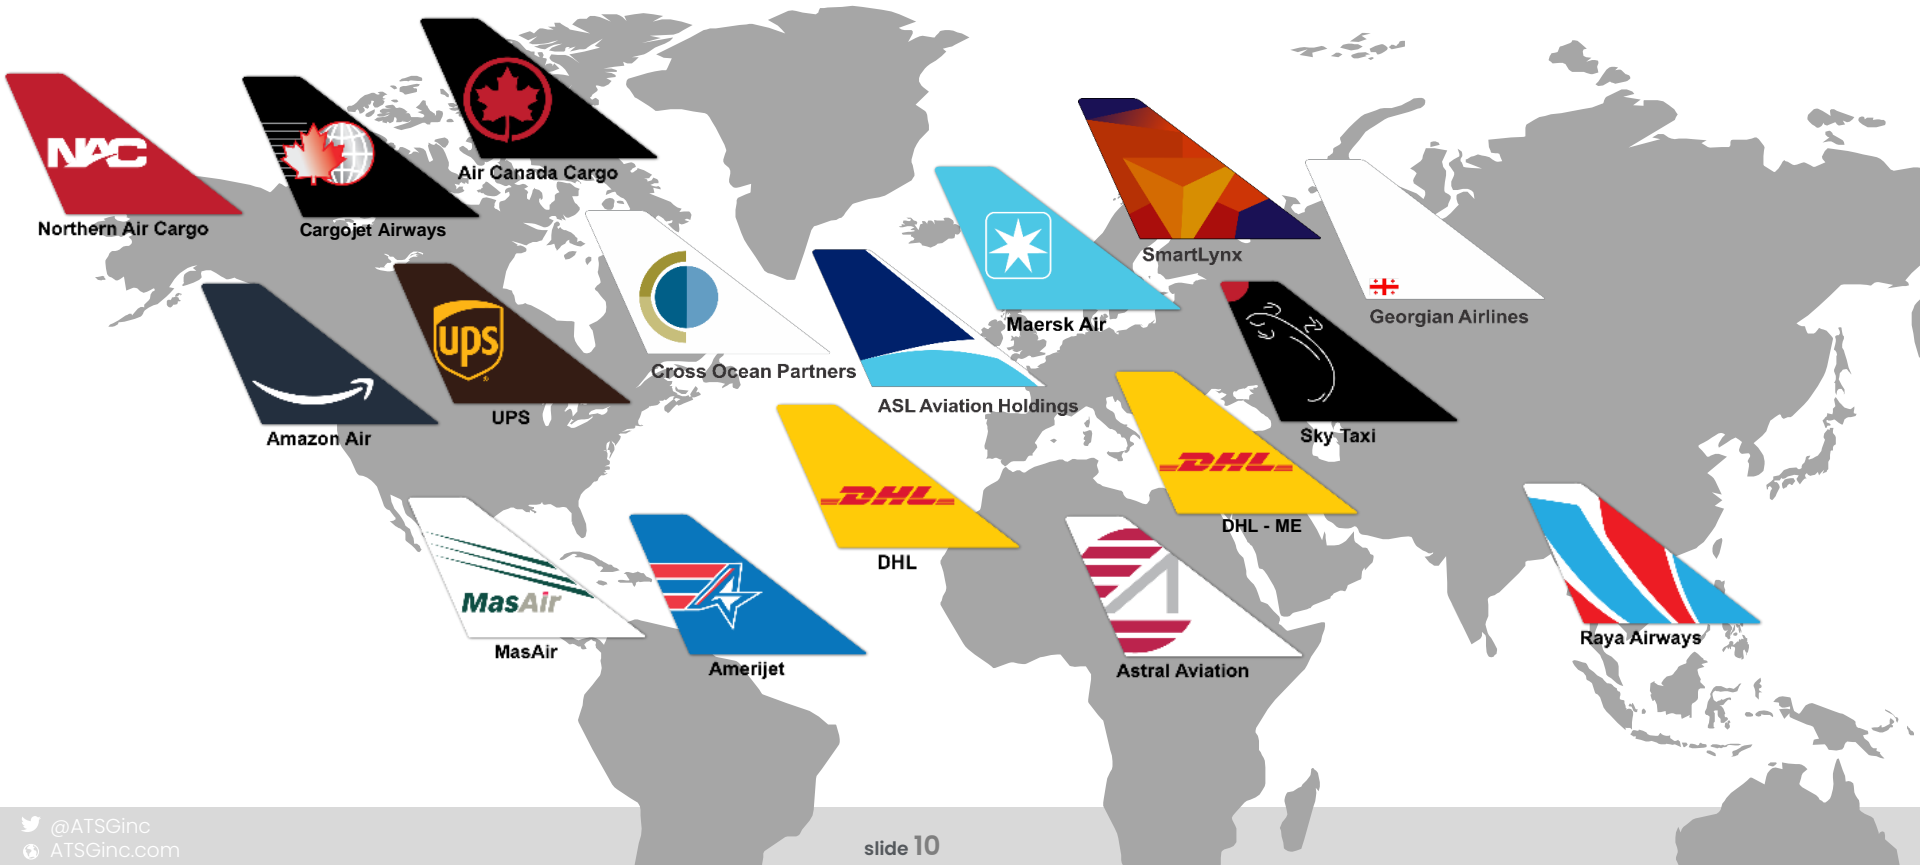 Air Canada Cargo
NAC
Northern Air Cargo
Cargojet Airways
SmartLynx
Georgian Airlines
Maersk Air
ups
UPS
Amazon Air
Cross Ocean Partners
ASL Aviation Holdings
Sky Taxi
DHL
DHL - ME
DHL
DHL
MasAir
MasAir
Amerijet
Astral Aviation
Raya Airways
@ATSGinc
ATSGinc.com
slide 10